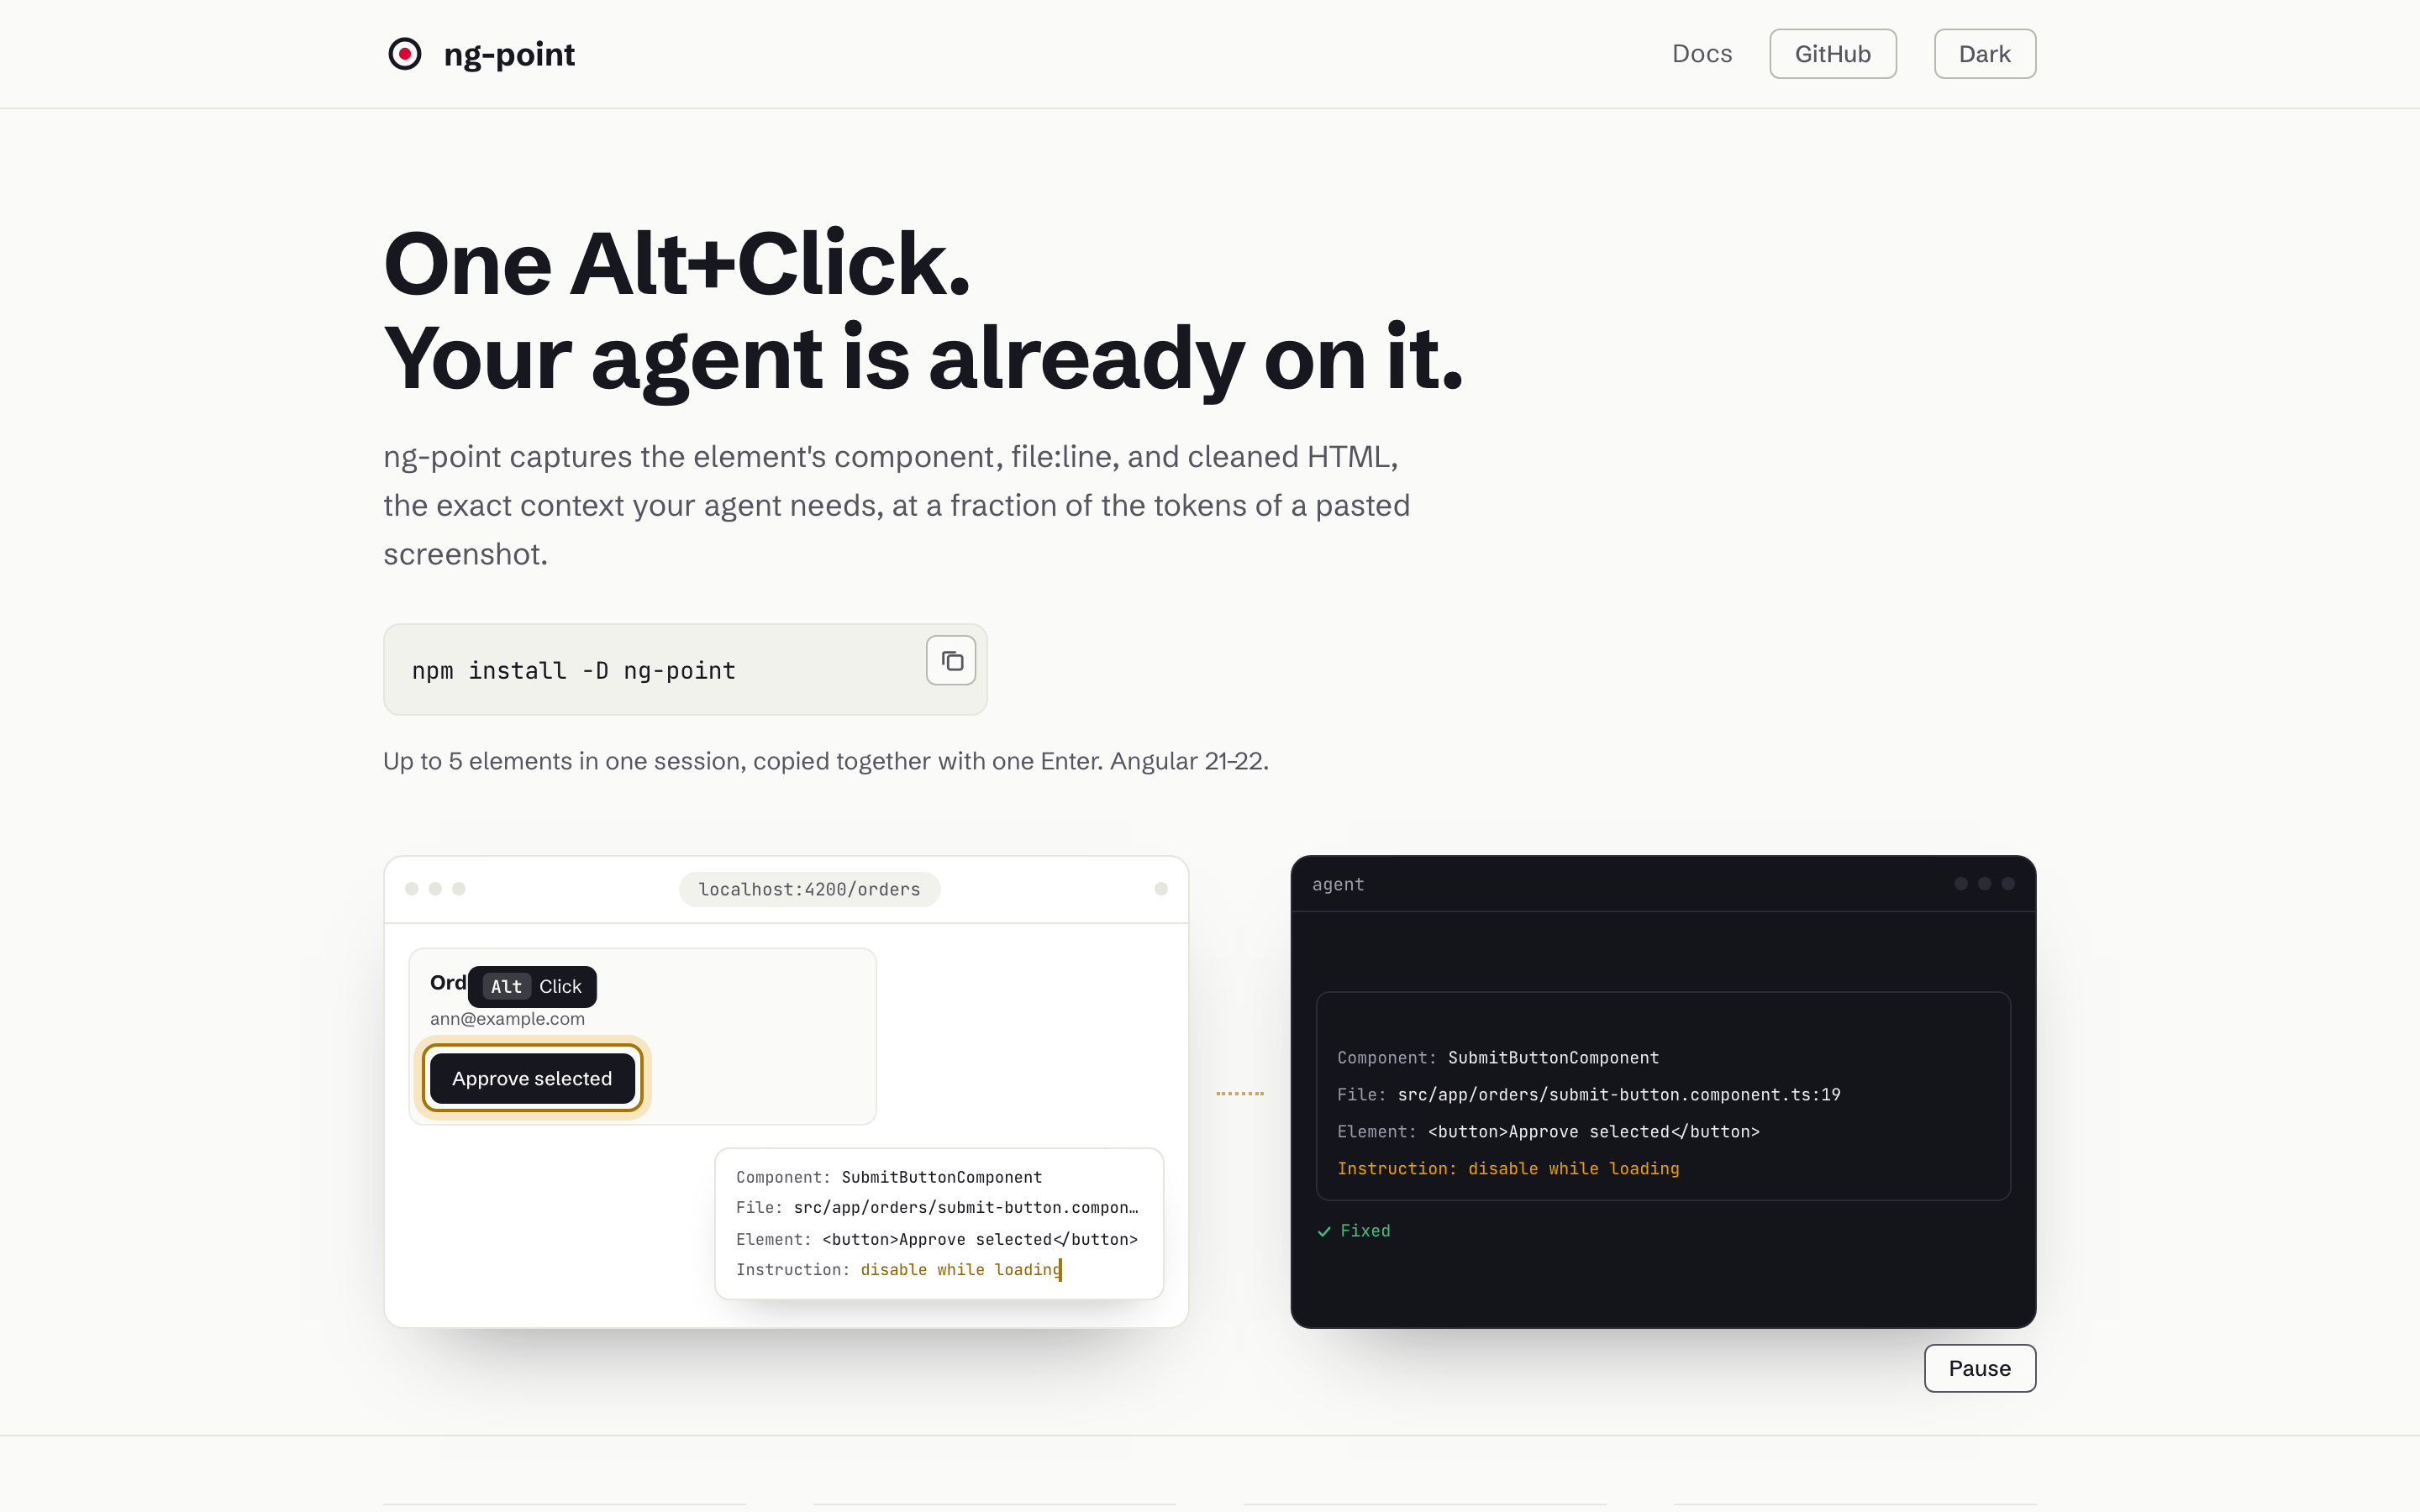 ng-point
Docs
GitHub
Dark
One Alt+Click.
Your agent is already on it.
ng-point captures the element's component, file:line, and cleaned HTML,
the exact context your agent needs, at a fraction of the tokens of a pasted
screenshot.
npm install -D ng-point
Up to 5 elements in one session, copied together with one Enter. Angular 21–22.
localhost:4200/orders
Ord
Alt Click
ann@example.com
Approve selected
Component: SubmitButtonComponent
File: src/app/orders/submit-button.compon…
Element: <button>Approve selected</button>
Instruction: disable while loading
agent
Component: SubmitButtonComponent
File: src/app/orders/submit-button.component.ts:19
Element: <button>Approve selected</button>
Instruction: disable while loading
✓ Fixed
Pause